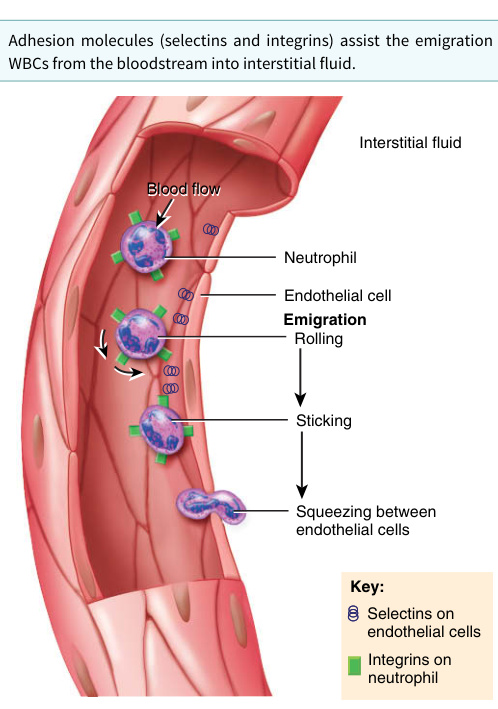 Adhesion molecules (selectins and integrins) assist the emigration
WBCs from the bloodstream into interstitial fluid.
Interstitial fluid
Blood flow
Neutrophil
Endothelial cell
Emigration
Rolling
Sticking
Squeezing between
endothelial cells
Key:
Selectins on
endothelial cells
Integrins on
neutrophil